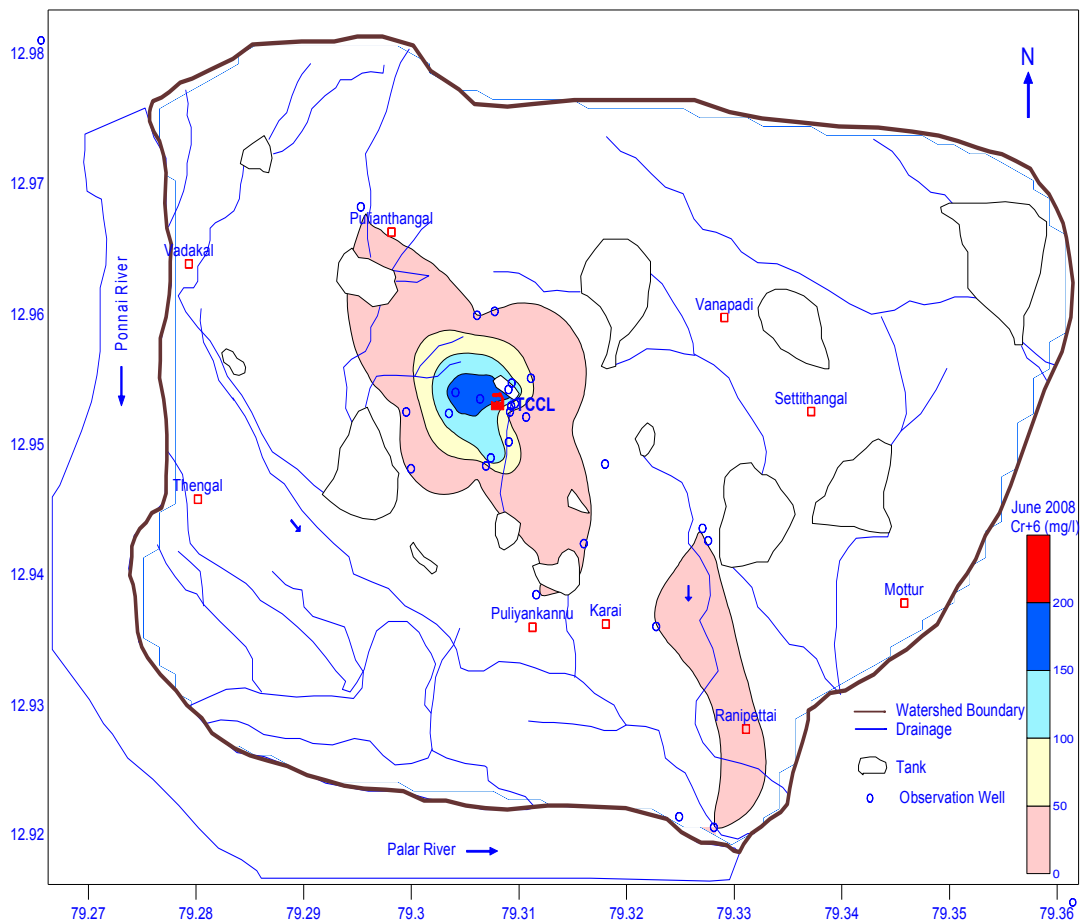 12.98
N
12.97
Pulianthangal
Vadakal
Ponnai River
12.96
Vanapadi
TCCL
Settithangal
12.95
Thengal
June 2008
Cr+6 (mg/l)
12.94
200
Mottur
Puliyankannu
Karai
150
12.93
Ranipettai
Watershed Boundary
Drainage
100
Tank
Observation Well
50
12.92
Palar River
0
79.27 79.28 79.29 79.3 79.31 79.32 79.33 79.34 79.35 79.36